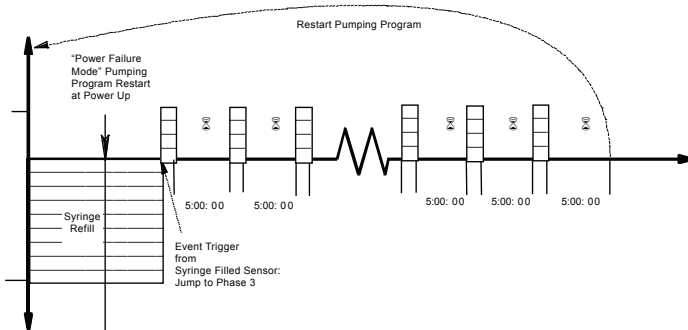 Restart Pumping Program
“Power Failure
Mode” Pumping
Program Restart
at Power Up
5:00: 00
5:00: 00
5:00: 00
5:00: 00
5:00: 00
Syringe
Refill
Event Trigger
from
Syringe Filled Sensor:
Jump to Phase 3